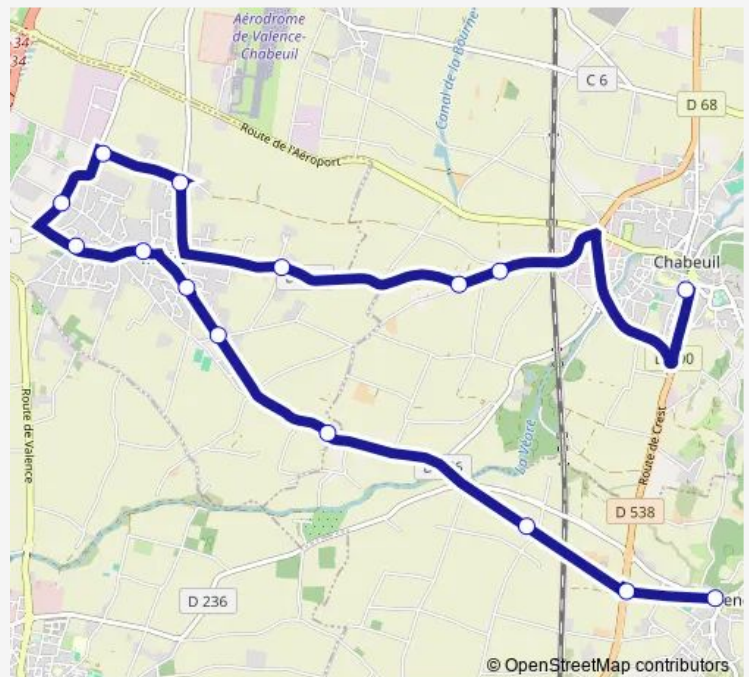 Aérodrome
de Valence-
Chabeuil
34
34
C 6
D 68
Canal de la Bourne
Route de l'Aéroport
Chabeuil
Route de Valence
La Véore
Route de Crest
D 538
D 236
© OpenStreetMap contributors